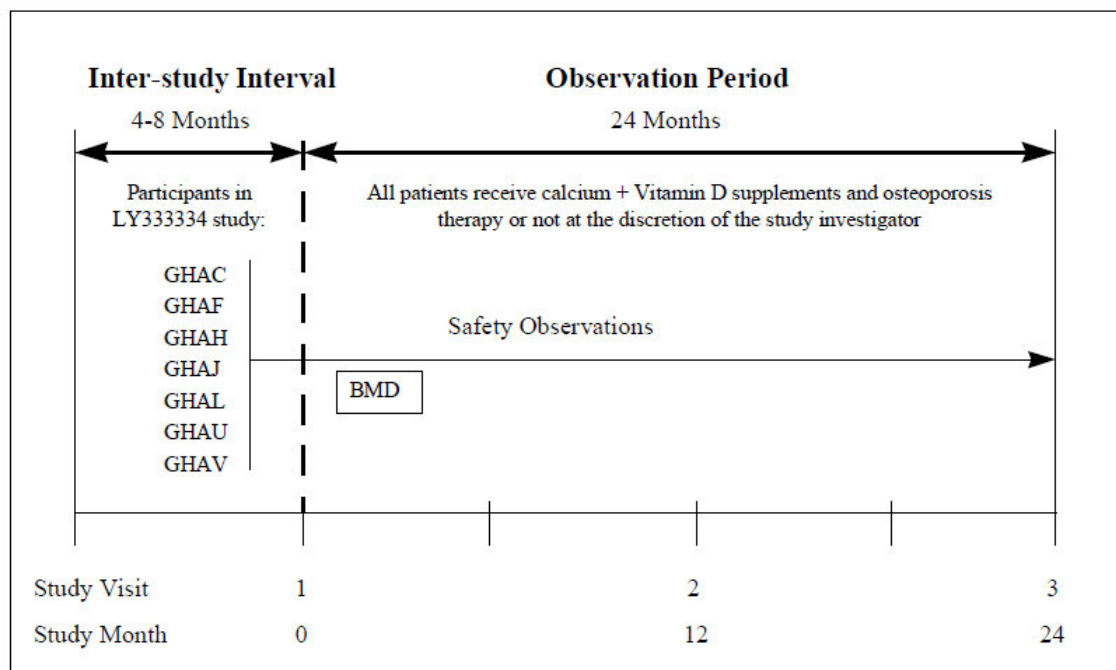 Inter-study Interval
Observation Period
4-8 Months
24 Months
Participants in
LY333334 study:
All patients receive calcium + Vitamin D supplements and osteoporosis
therapy or not at the discretion of the study investigator
GHAC
GHAF
GHAH
GHAJ
GHAL
GHAU
GHAV
Safety Observations
BMD
Study Visit 1 2 3
Study Month 0 12 24